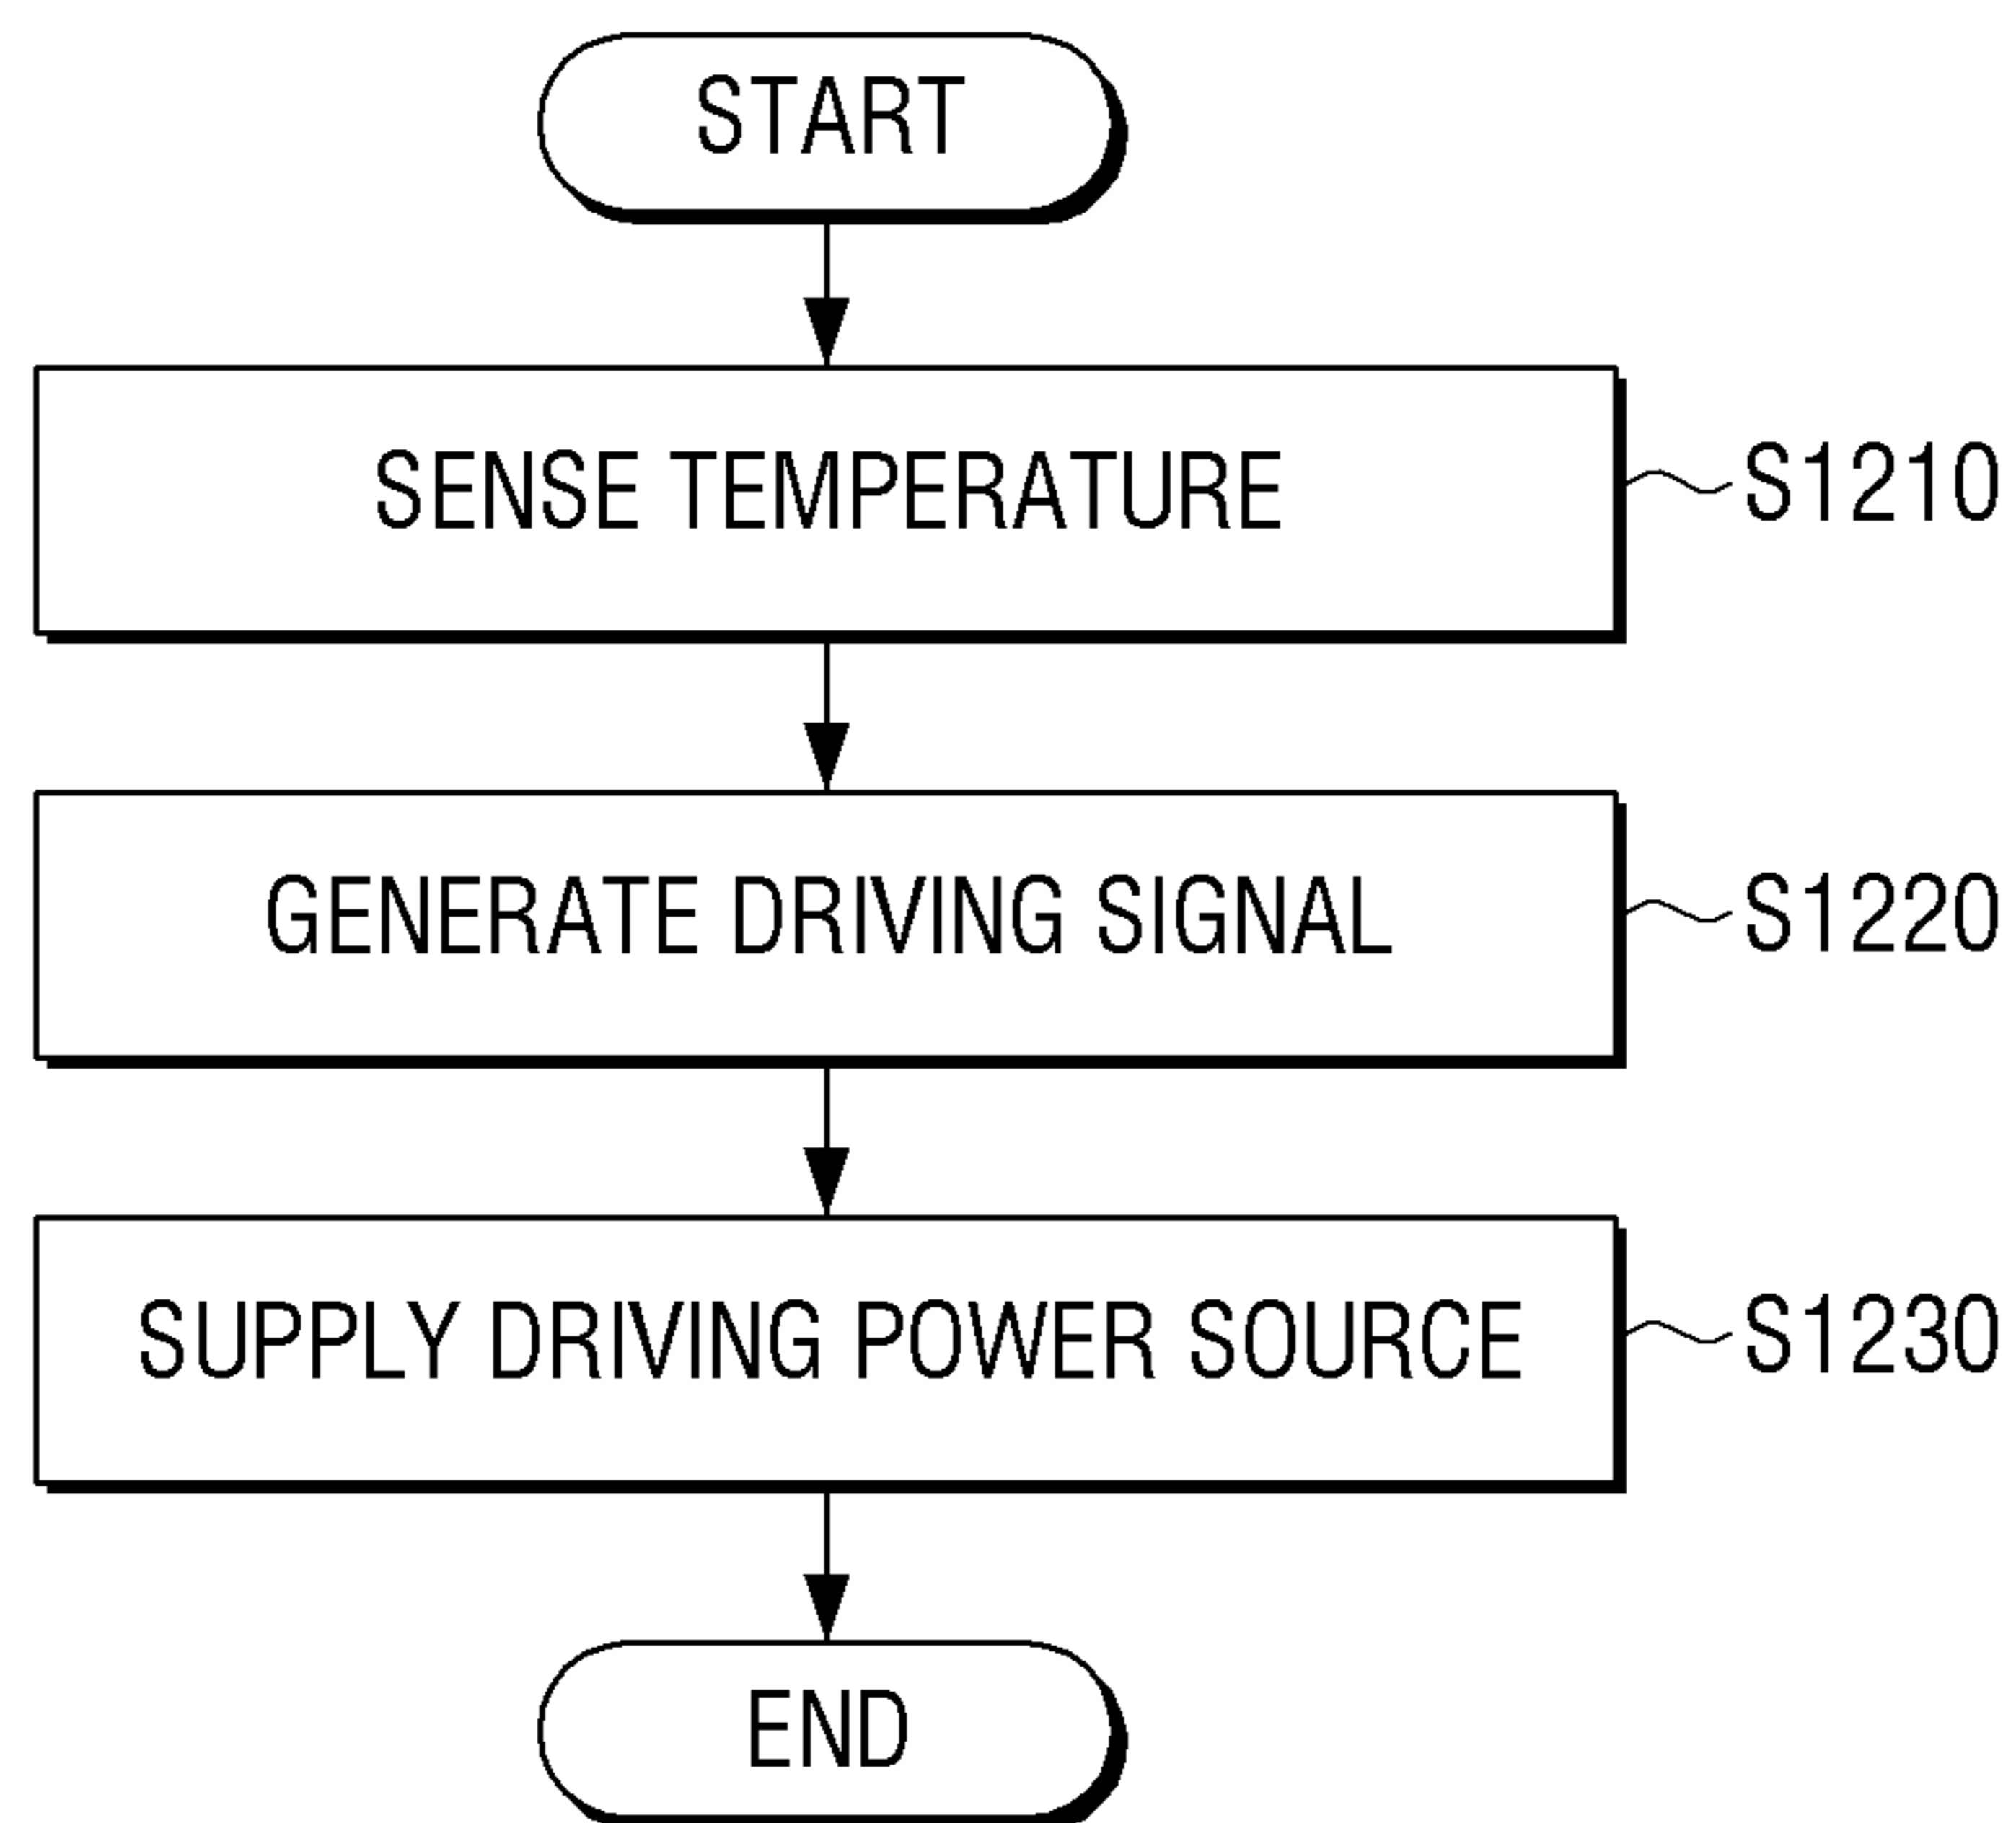 START
SENSE TEMPERATURE
S1210
GENERATE DRIVING SIGNAL
S1220
SUPPLY DRIVING POWER SOURCE
S1230
END